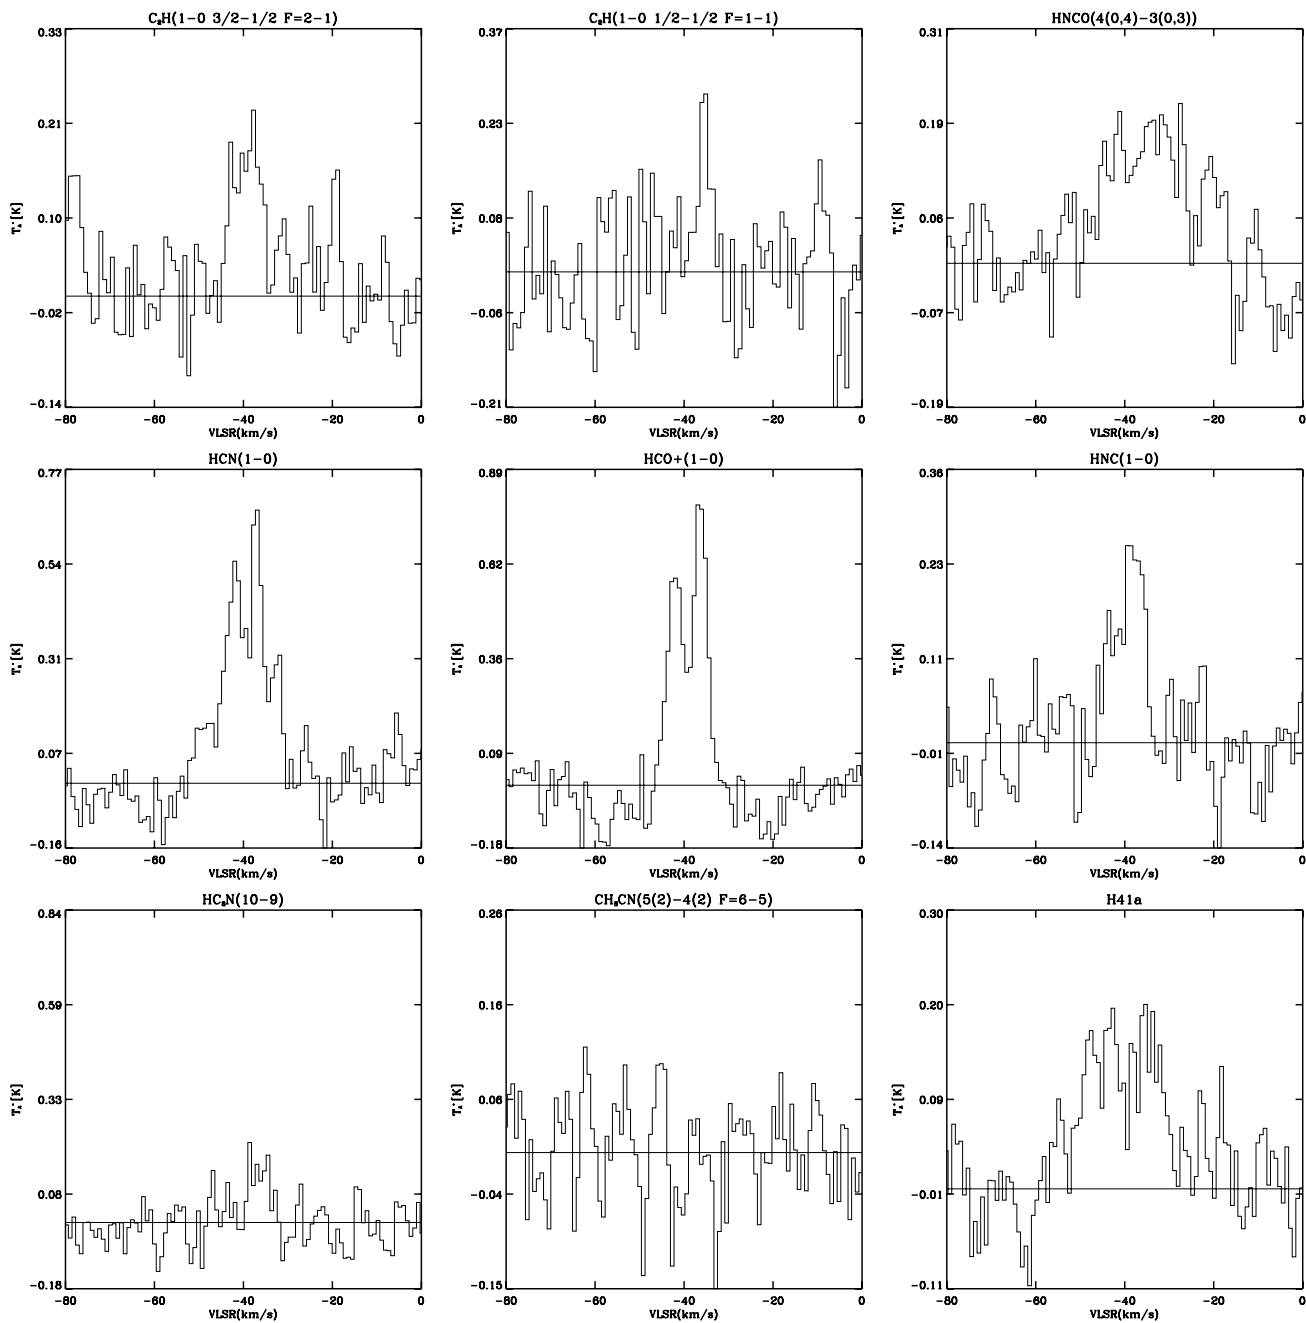 C₂H(1-0 3/2-1/2 F=2-1) C₂H(1-0 1/2-1/2 F=1-1) HNCO(4(0,4)-3(0,3))
0.33 0.37 0.31
0.21 0.23 0.19
0.10 0.08 0.06
T_A*[K] T_A*[K] T_A*[K]
-0.02 -0.06 -0.07
-0.14 -0.21 -0.19
-80 -60 -40 -20 0 -80 -60 -40 -20 0 -80 -60 -40 -20 0
VLSR(km/s) VLSR(km/s) VLSR(km/s)
HCN(1-0) HCO+(1-0) HNC(1-0)
0.77 0.89 0.36
0.54 0.62 0.23
0.31 0.36 0.11
T_A*[K] T_A*[K] T_A*[K]
0.07 0.09 -0.01
-0.16 -0.18 -0.14
-80 -60 -40 -20 0 -80 -60 -40 -20 0 -80 -60 -40 -20 0
VLSR(km/s) VLSR(km/s) VLSR(km/s)
HC₃N(10-9) CH₃CN(5(2)-4(2) F=6-5) H41a
0.84 0.26 0.30
0.59 0.16 0.20
0.33 0.06 0.09
T_A*[K] T_A*[K] T_A*[K]
0.08 -0.04 -0.01
-0.18 -0.15 -0.11
-80 -60 -40 -20 0 -80 -60 -40 -20 0 -80 -60 -40 -20 0
VLSR(km/s) VLSR(km/s) VLSR(km/s)